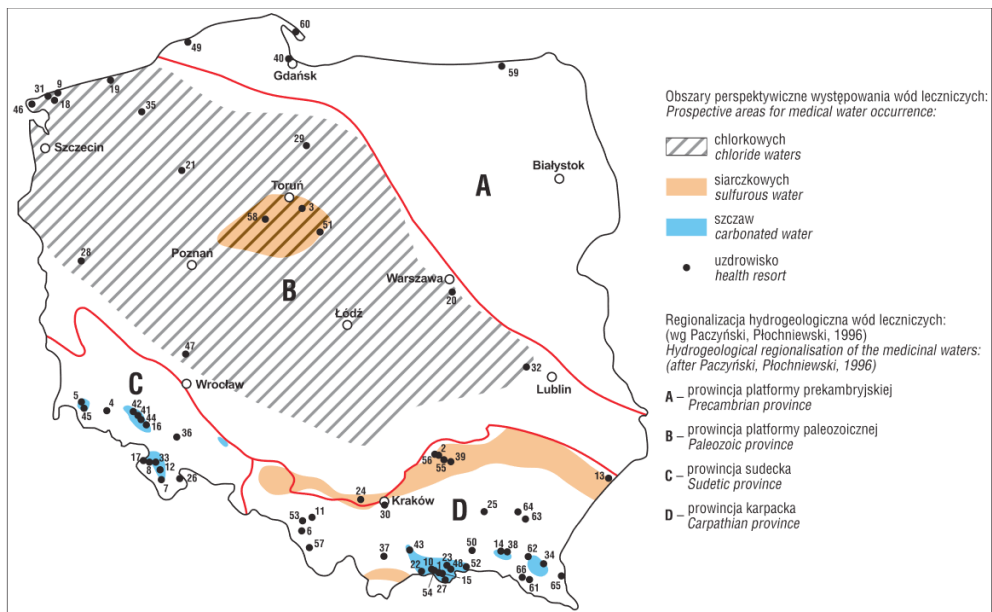 60
49
40
Gdańsk
59
9
31
19
18
46
35
Szczecin
29
Białystok
21
Toruń
A
3
58
51
28
Poznań
Warszawa
B
20
Łódź
47
32
Wrocław
Lublin
C
5
4
42
41
44
45
16
36
2
56
39
55
17
33
8
12
13
26
7
24
Kraków
30
D
25
64
11
53
63
6
57
37
43
50
14
38
62
34
23
10
1
48
52
22
15
54
27
66
61
65
Obszary perspektywiczne występowania wód leczniczych:
Prospective areas for medical water occurrence:
chlorkowych
chloride waters
siarczkowych
sulfurous water
szczaw
carbonated water
uzdrowisko
health resort
Regionalizacja hydrogeologiczna wód leczniczych:
(wg Paczyński, Płochniewski, 1996)
Hydrogeological regionalisation of the medicinal waters:
(after Paczyński, Płochniewski, 1996)
A – prowincja platformy prekambryjskiej
Precambrian province
B – prowincja platformy paleozoicznej
Paleozoic province
C – prowincja sudecka
Sudetic province
D – prowincja karpacka
Carpathian province